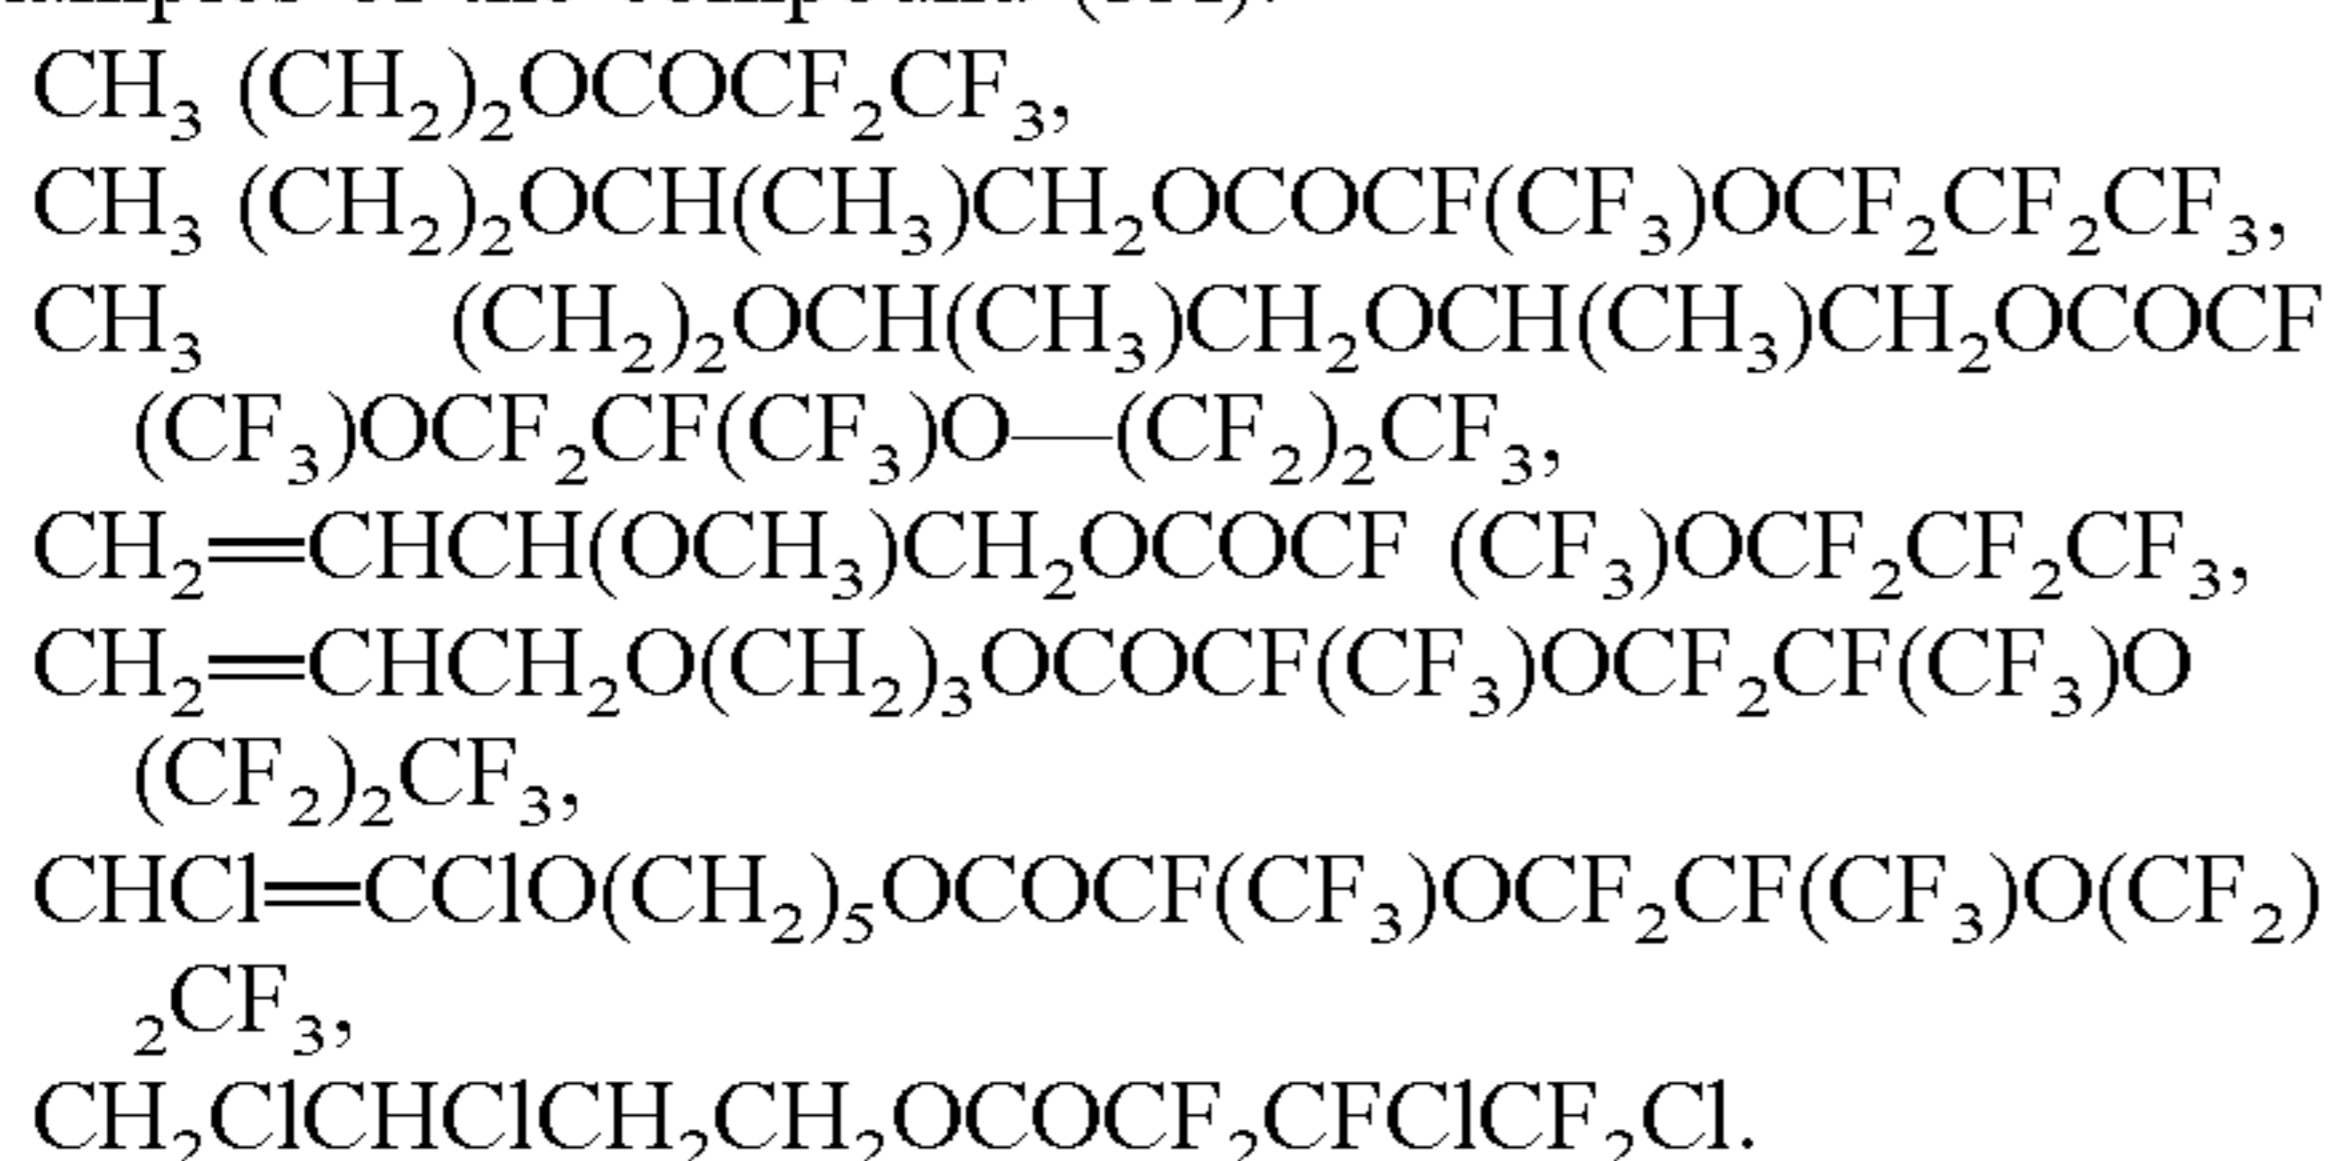 CH₃ (CH₂)₂OCOCF₂CF₃,
CH₃ (CH₂)₂OCH(CH₃)CH₂OCOCF(CF₃)OCF₂CF₂CF₃,
CH₃ (CH₂)₂OCH(CH₃)CH₂OCH(CH₃)CH₂OCOCF
(CF₃)OCF₂CF(CF₃)O—(CF₂)₂CF₃,
CH₂=CHCH(OCH₃)CH₂OCOCF (CF₃)OCF₂CF₂CF₃,
CH₂=CHCH₂O(CH₂)₃OCOCF(CF₃)OCF₂CF(CF₃)O
(CF₂)₂CF₃,
CHCl=CClO(CH₂)₅OCOCF(CF₃)OCF₂CF(CF₃)O(CF₂)
₂CF₃,
CH₂ClCHClCH₂CH₂OCOCF₂CFClCF₂Cl.